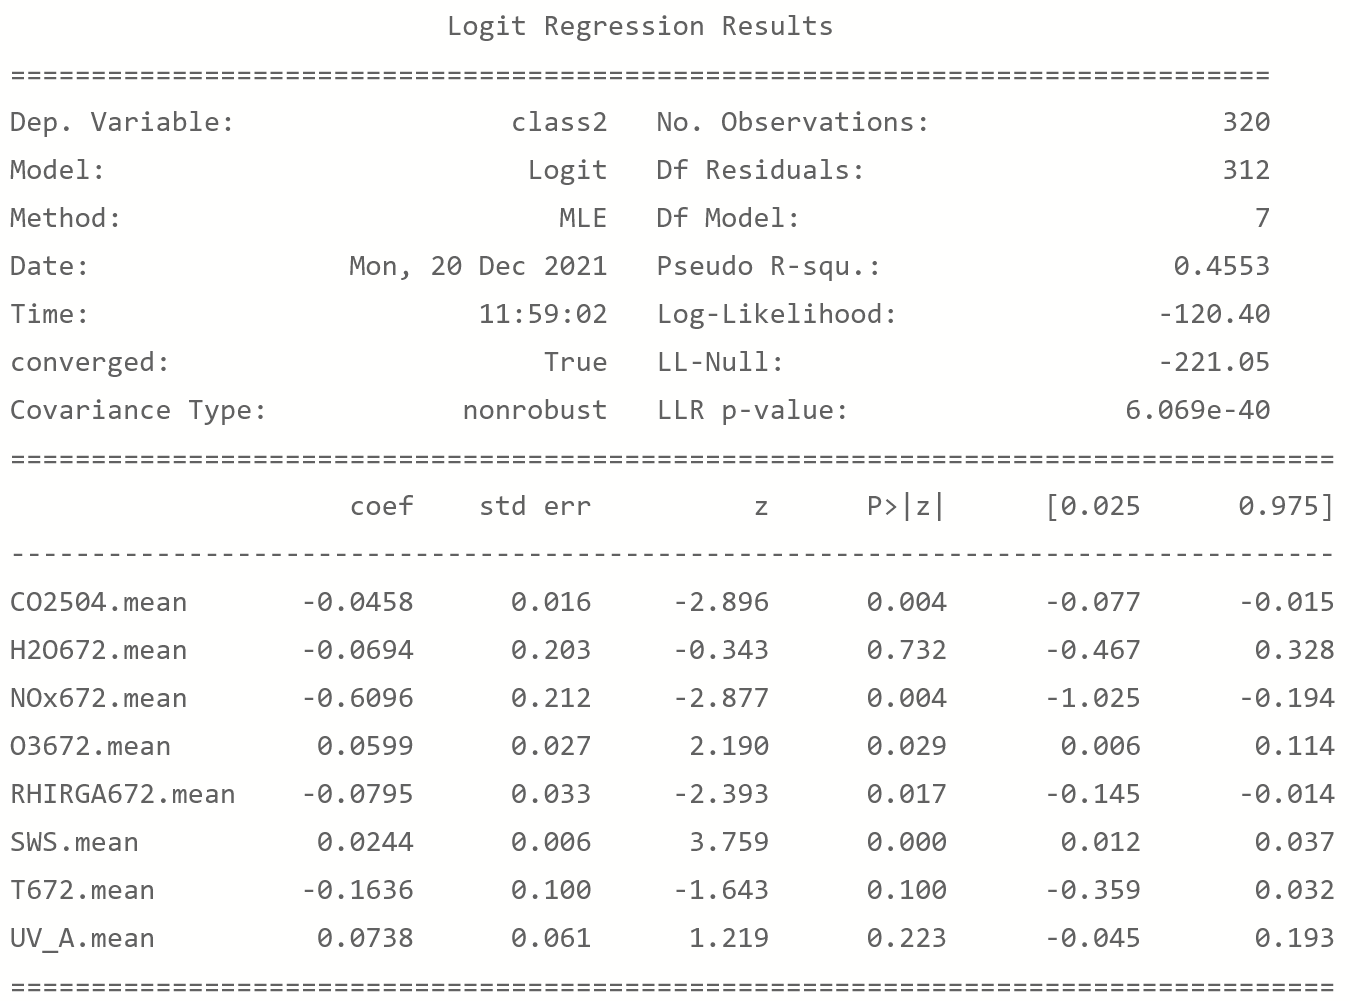 Logit Regression Results
==============================================================================
Dep. Variable:                 class2   No. Observations:                  320
Model:                          Logit   Df Residuals:                      312
Method:                           MLE   Df Model:                            7
Date:                Mon, 20 Dec 2021   Pseudo R-squ.:                  0.4553
Time:                        11:59:02   Log-Likelihood:                -120.40
converged:                       True   LL-Null:                       -221.05
Covariance Type:            nonrobust   LLR p-value:                 6.069e-40
==================================================================================
                     coef    std err          z      P>|z|      [0.025      0.975]
----------------------------------------------------------------------------------
CO2504.mean       -0.0458      0.016     -2.896      0.004      -0.077      -0.015
H2O672.mean       -0.0694      0.203     -0.343      0.732      -0.467       0.328
NOx672.mean       -0.6096      0.212     -2.877      0.004      -1.025      -0.194
O3672.mean         0.0599      0.027      2.190      0.029       0.006       0.114
RHIRGA672.mean    -0.0795      0.033     -2.393      0.017      -0.145      -0.014
SWS.mean           0.0244      0.006      3.759      0.000       0.012       0.037
T672.mean         -0.1636      0.100     -1.643      0.100      -0.359       0.032
UV_A.mean          0.0738      0.061      1.219      0.223      -0.045       0.193
==================================================================================